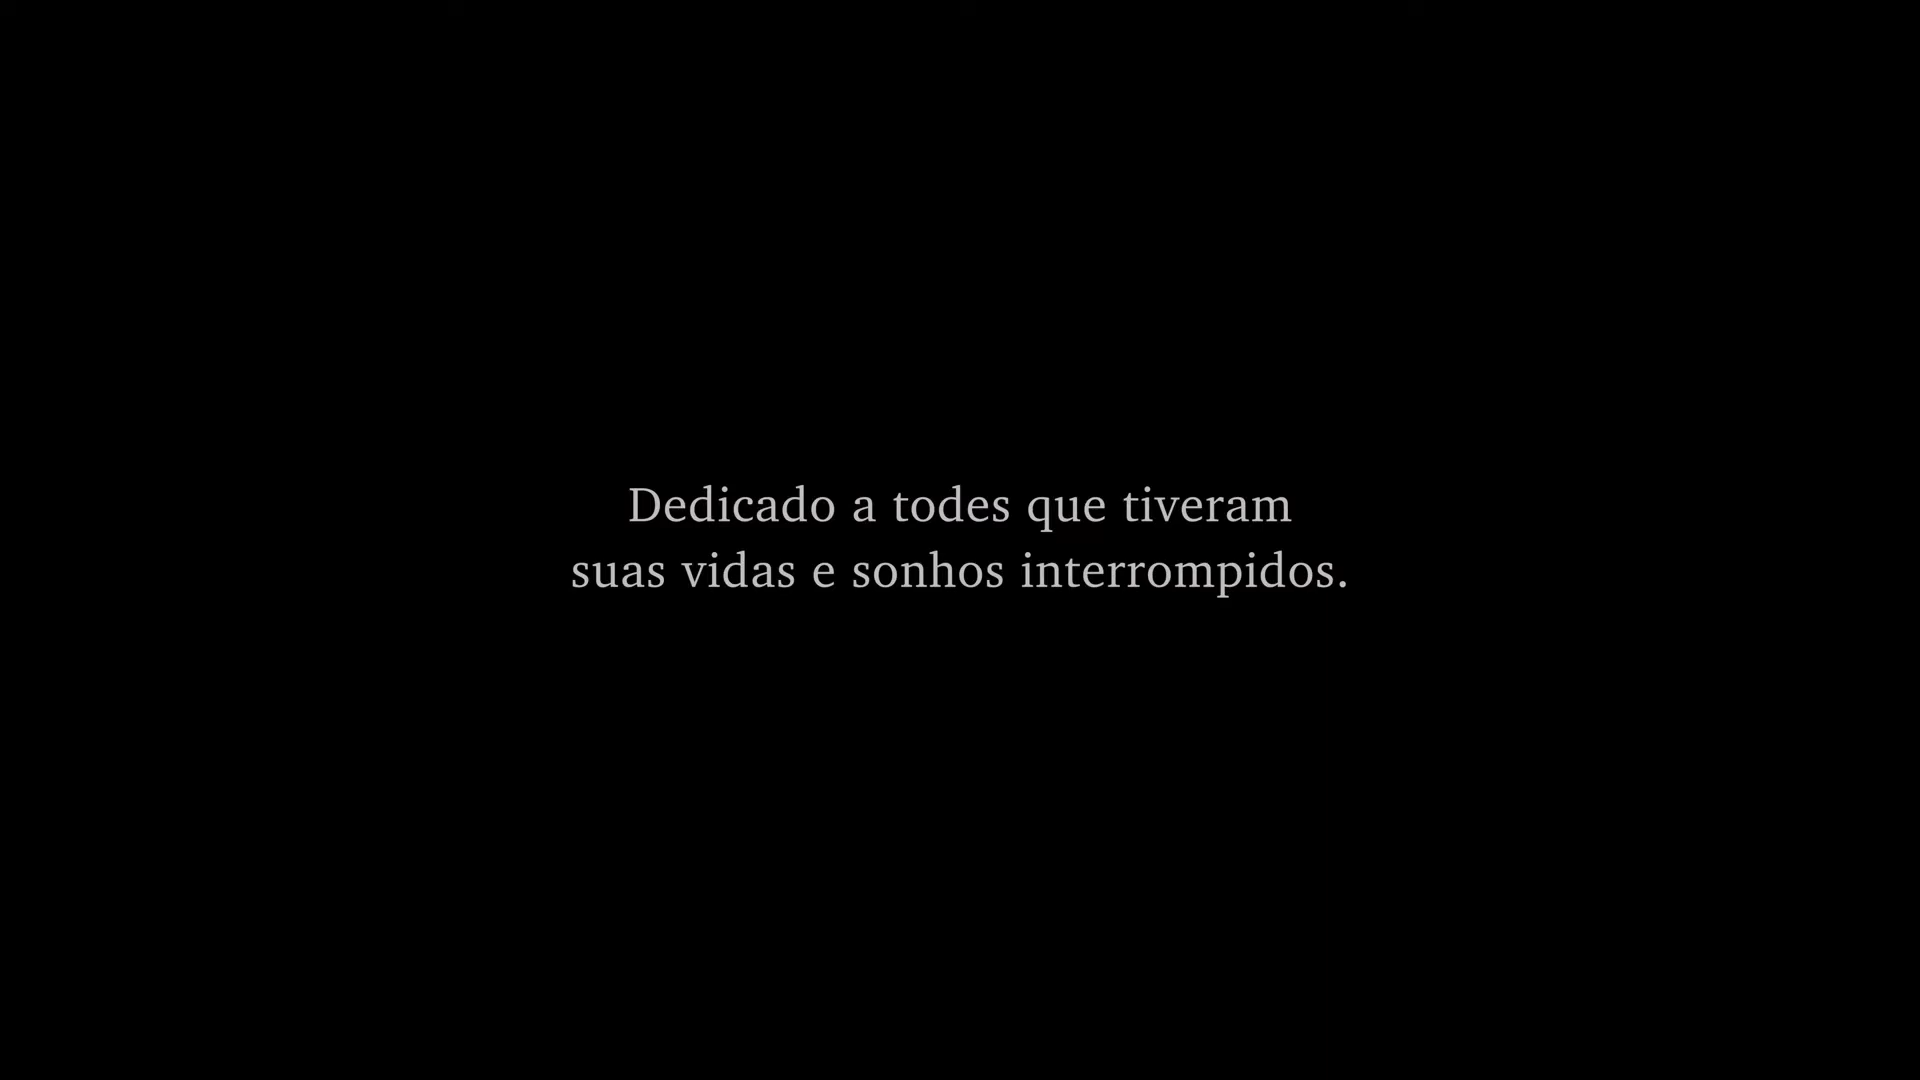 Dedicado a todes que tiveram
suas vidas e sonhos interrompidos.